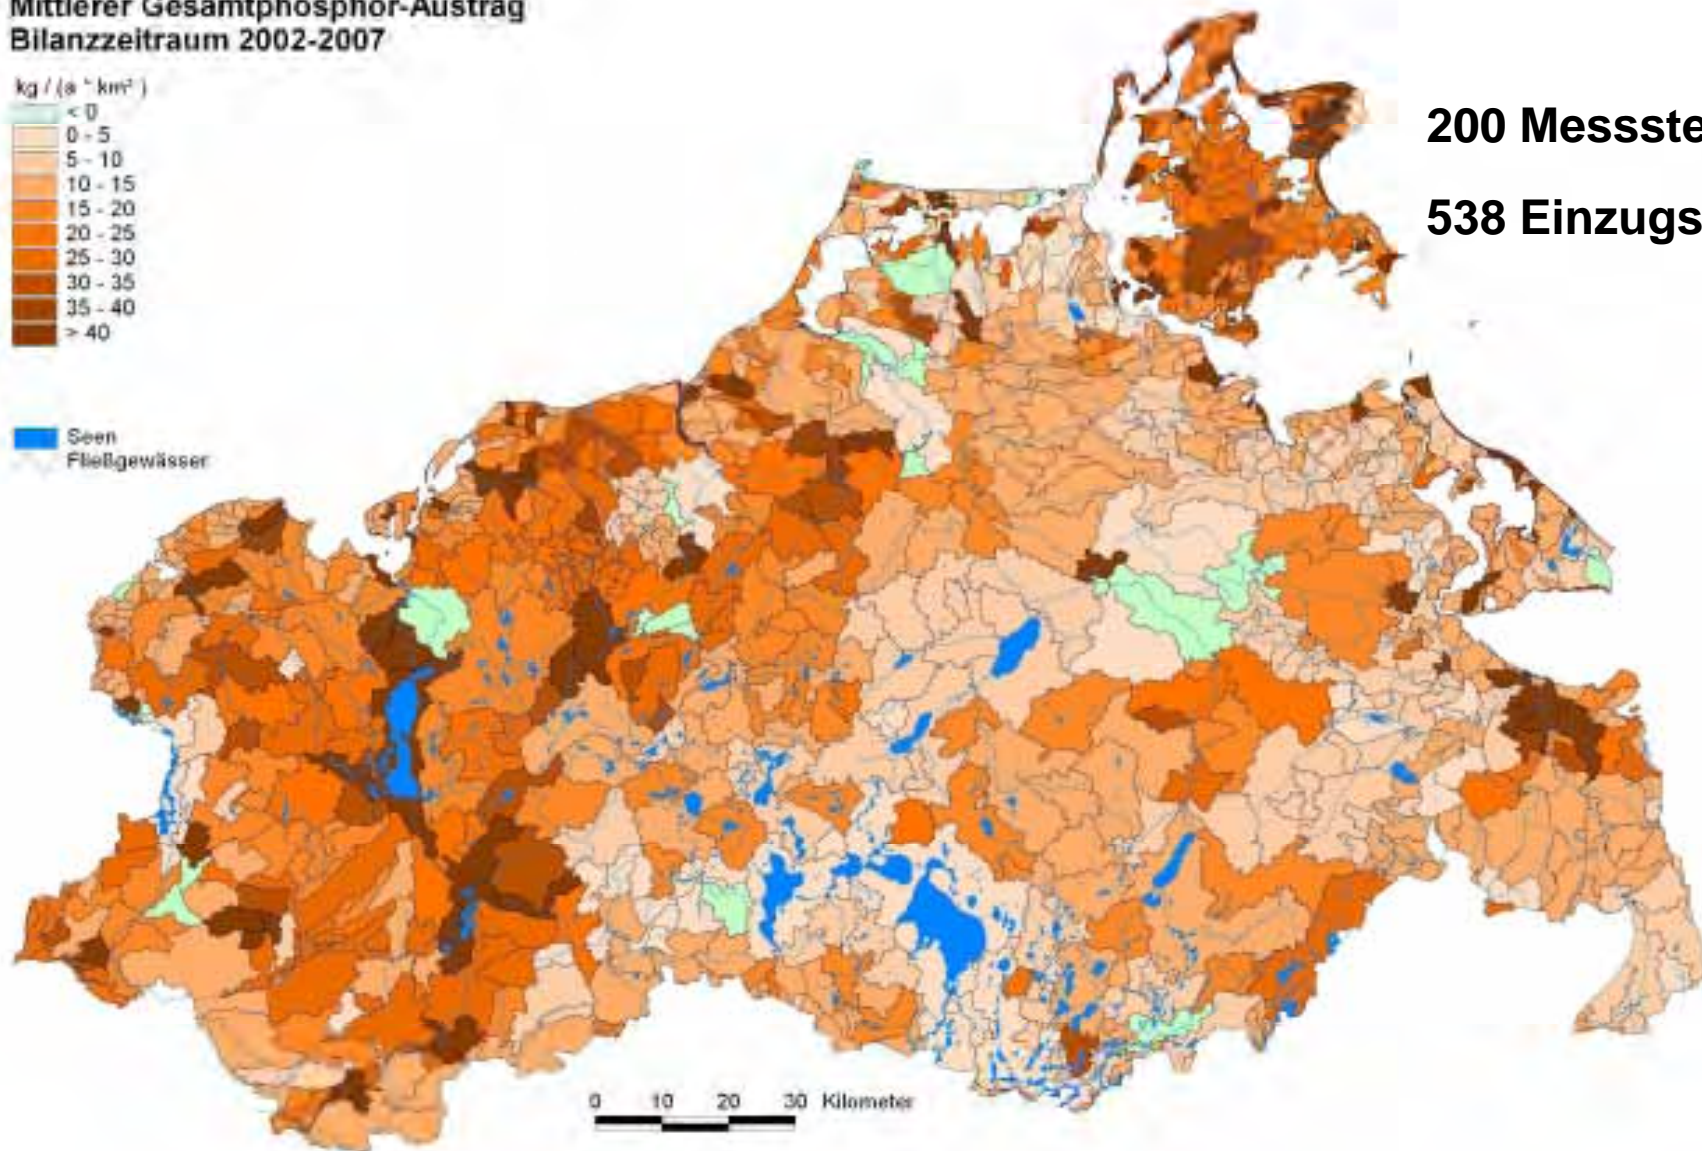 Mittlerer Gesamtphosphor-Austrag
Bilanzzeitraum 2002-2007
kg / (a * km² )
< 0
0 - 5
5 - 10
10 - 15
15 - 20
20 - 25
25 - 30
30 - 35
35 - 40
> 40
Seen
Fließgewässer
200 Messste
538 Einzugs
0 10 20 30 Kilometer